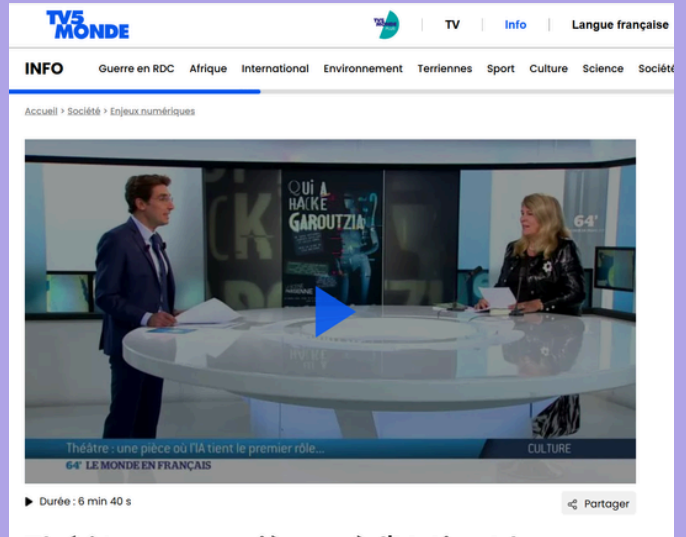 TV5
MONDE
TV
Info
Langue française
INFO
Guerre en RDC Afrique International Environnement Terriennes Sport Culture Science Société
Accueil > Société > Enjeux numériques
QUi A
HACKÉ
GAROUTZIA
64'
Théâtre : une pièce où l'IA tient le premier rôle...
CULTURE
64' LE MONDE EN FRANÇAIS
Durée : 6 min 40 s
Partager